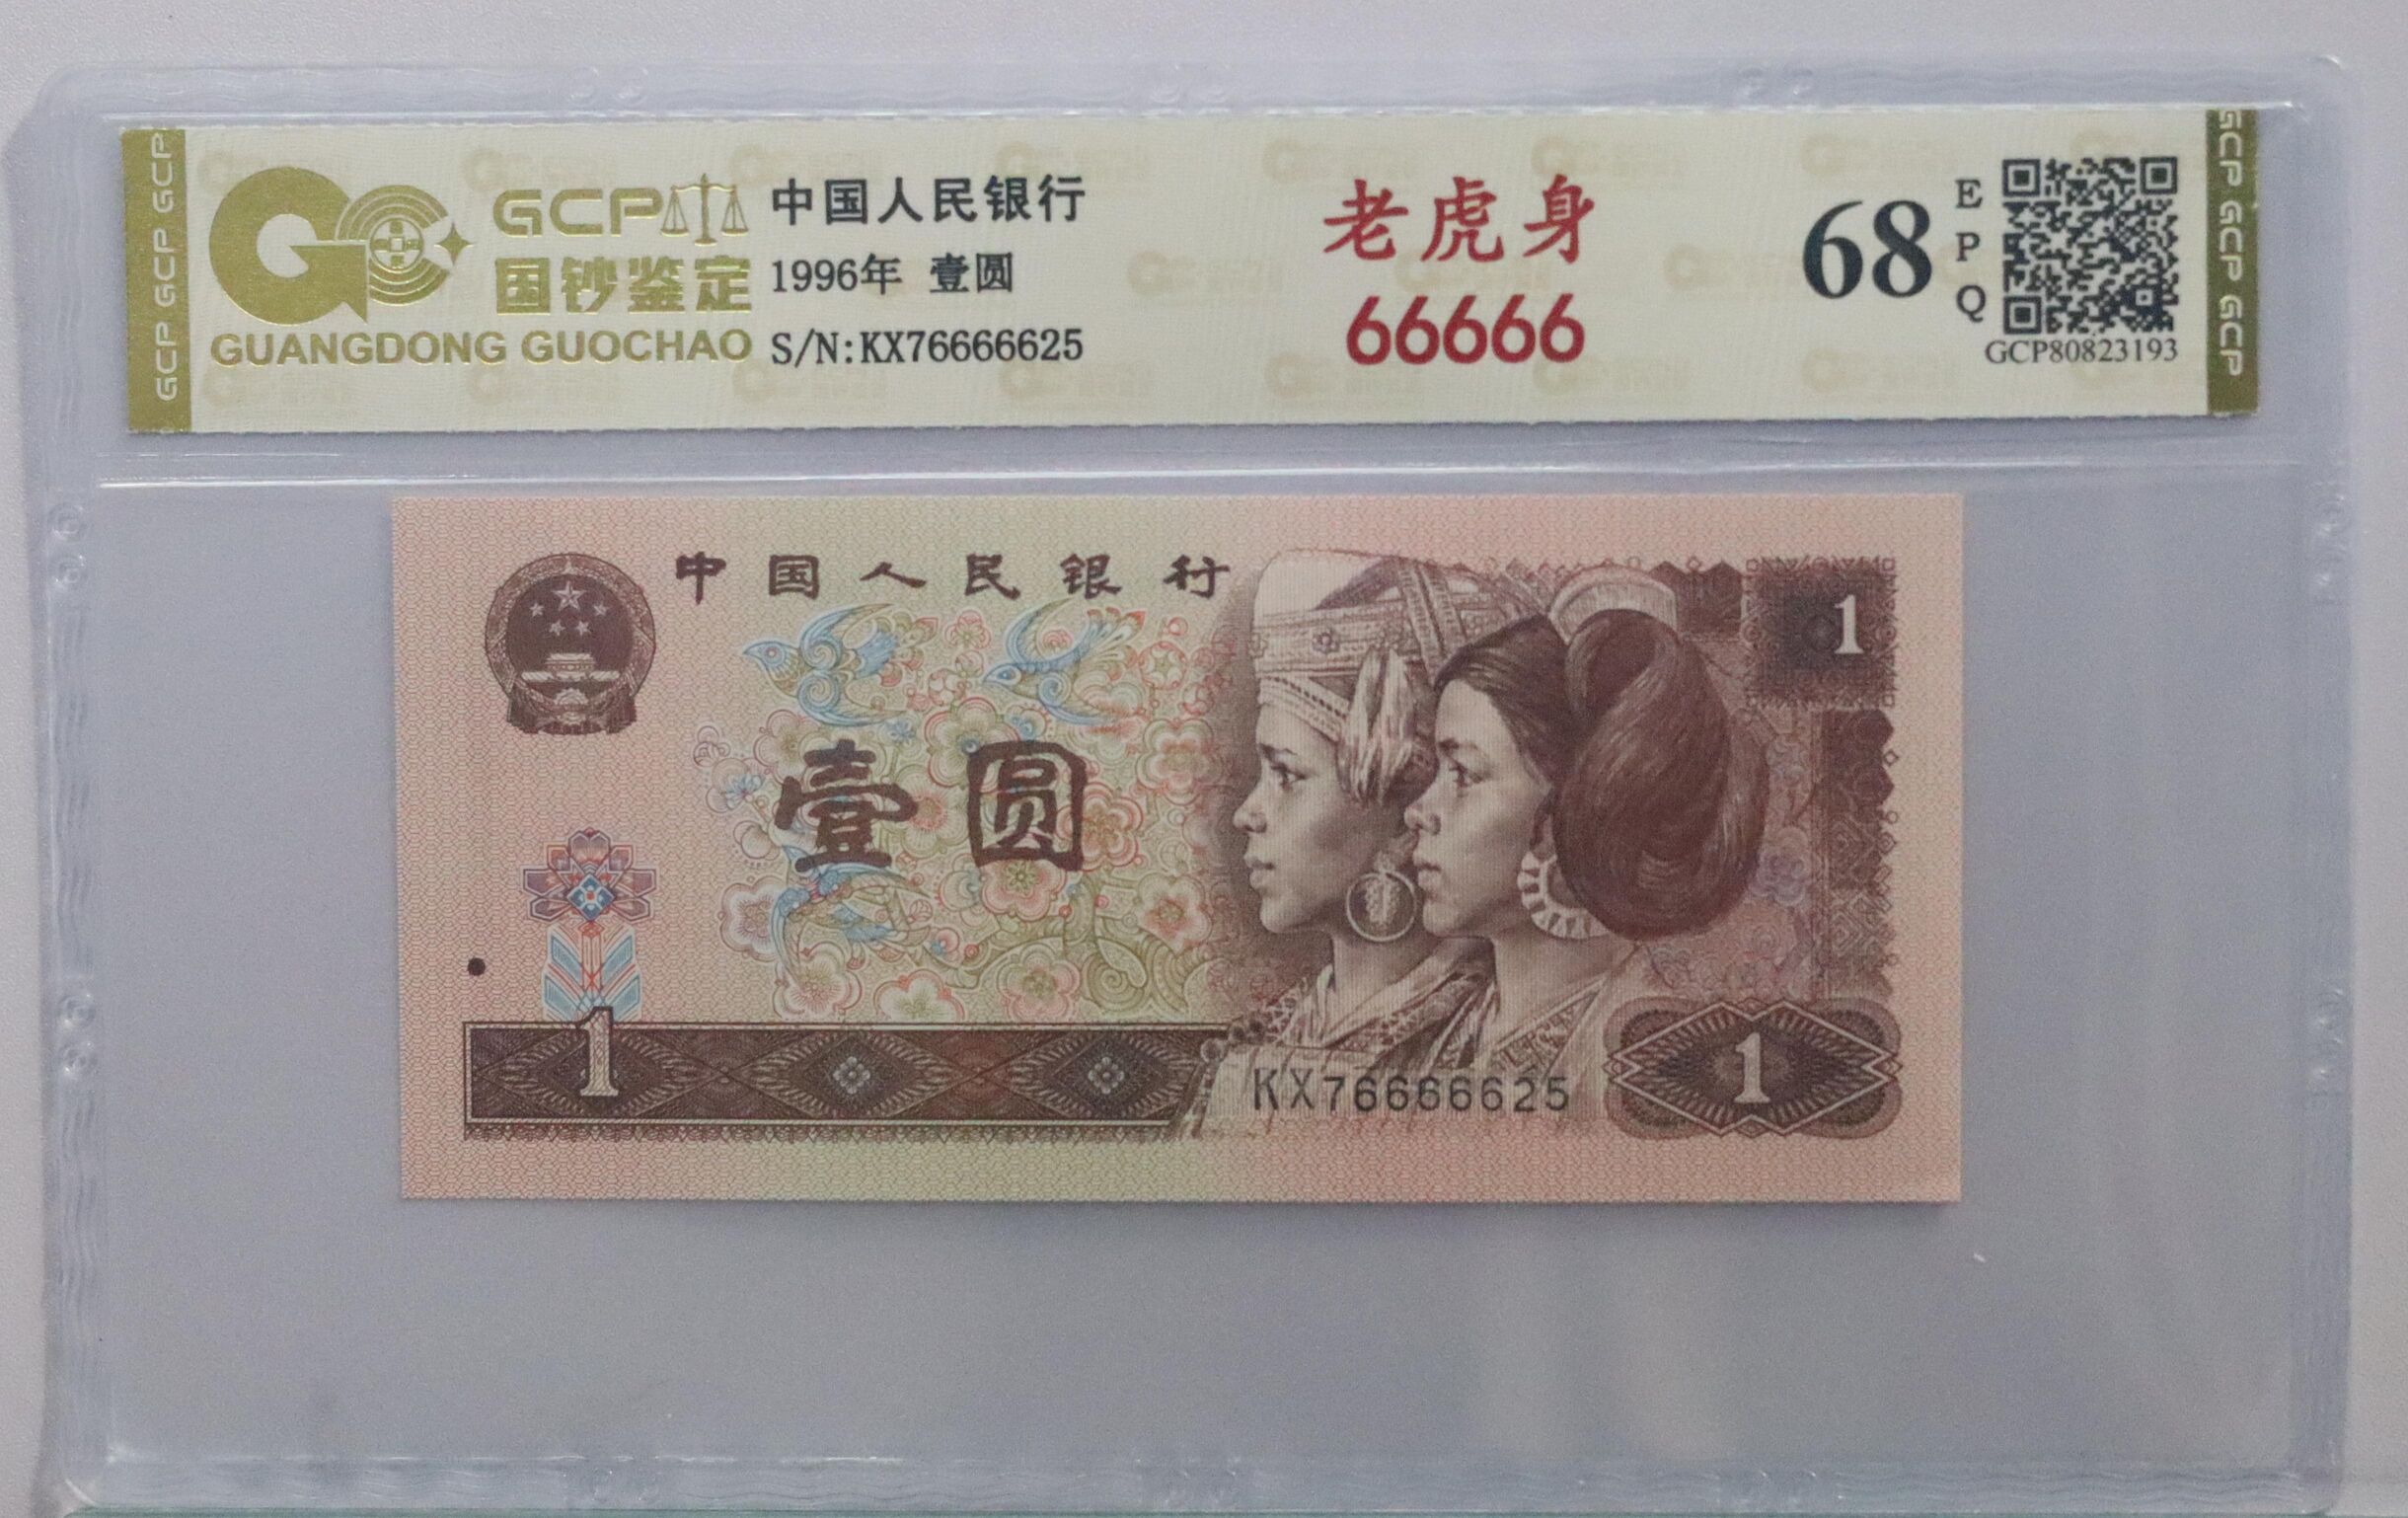 GCP GCP GCP
GCP
国钞鉴定
GUANGDONG GUOCHAO
中国人民银行
1996年 壹圆
S/N:KX76666625
老虎身
66666
68
EPQ
GCP80823193
GCP GCP GCP
中国人民银行
1
壹圆
1
KX76666625
1